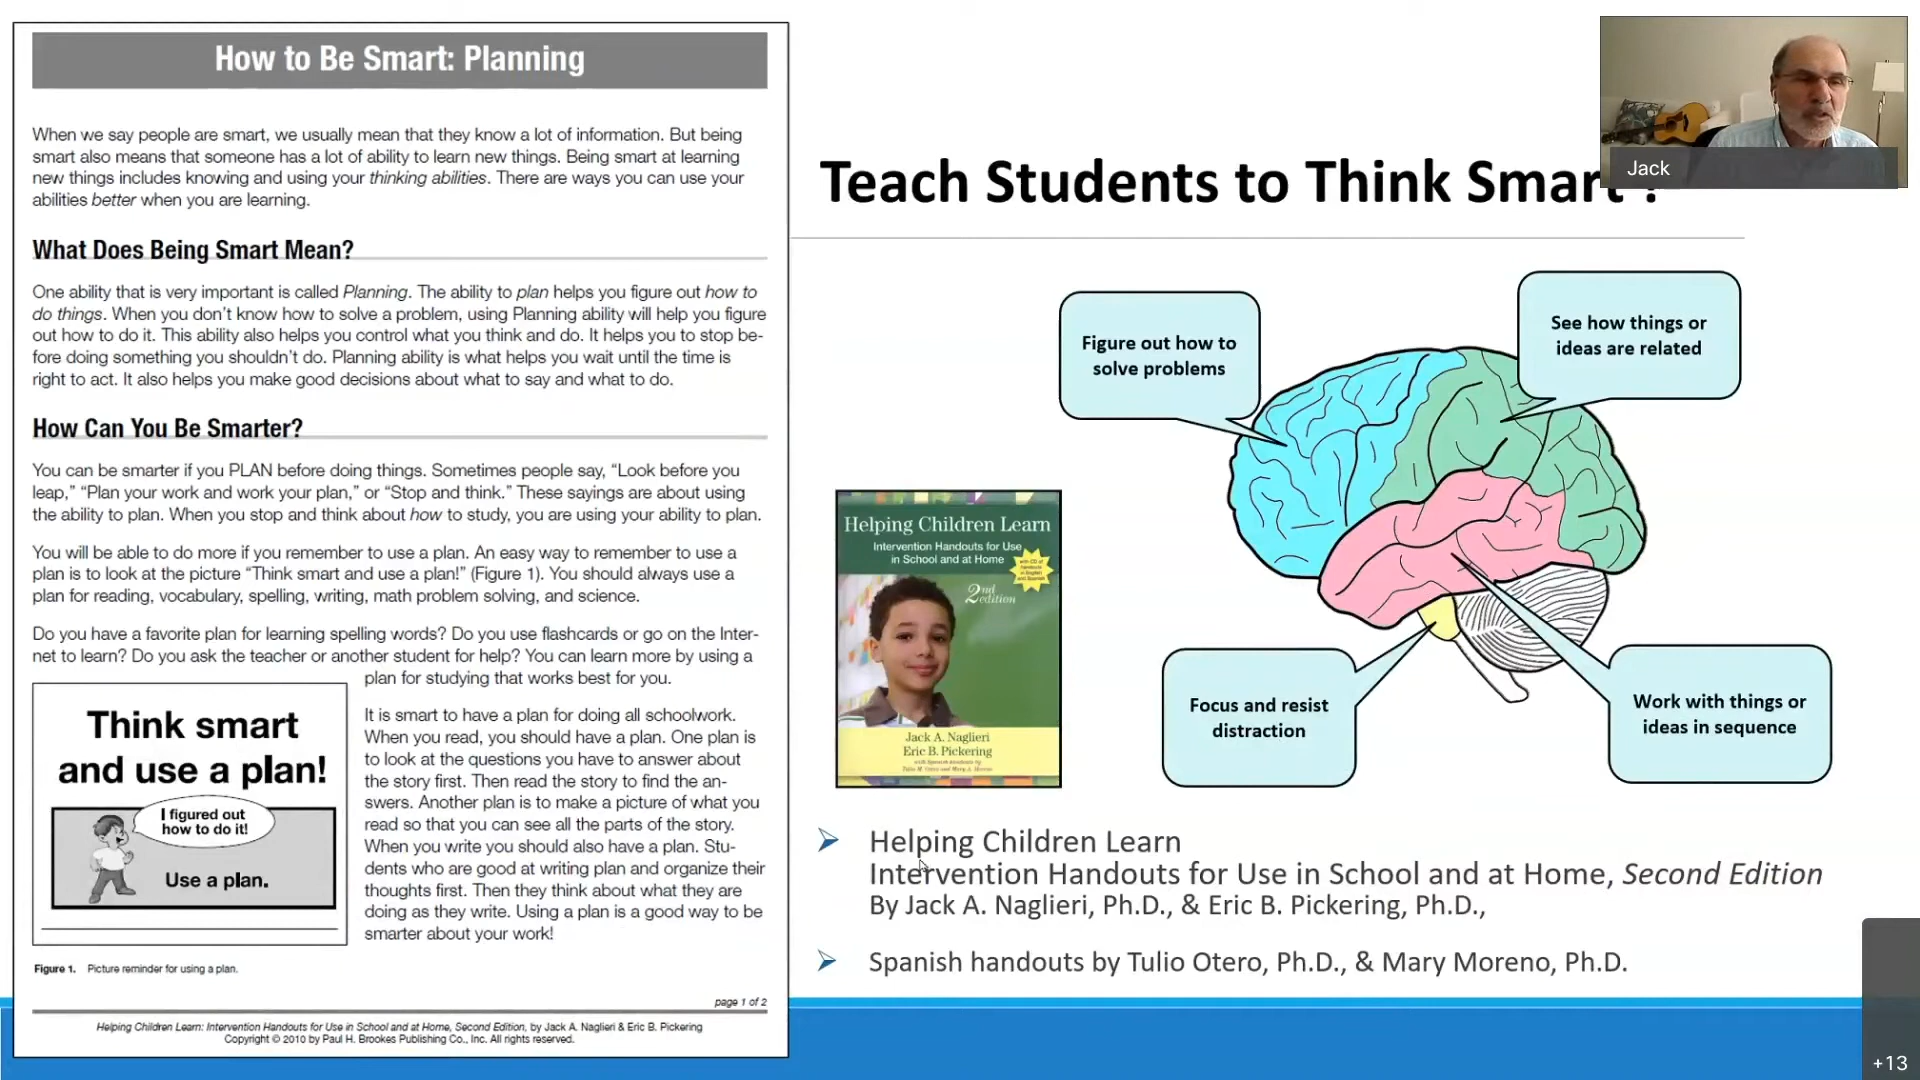 How to Be Smart: Planning
When we say people are smart, we usually mean that they know a lot of information. But being
smart also means that someone has a lot of ability to learn new things. Being smart at learning
new things includes knowing and using your thinking abilities. There are ways you can use your
abilities better when you are learning.
What Does Being Smart Mean?
One ability that is very important is called Planning. The ability to plan helps you figure out how to
do things. When you don't know how to solve a problem, using Planning ability will help you figure
out how to do it. This ability also helps you control what you think and do. It helps you to stop be-
fore doing something you shouldn't do. Planning ability is what helps you wait until the time is
right to act. It also helps you make good decisions about what to say and what to do.
How Can You Be Smarter?
You can be smarter if you PLAN before doing things. Sometimes people say, “Look before you
leap,” “Plan your work and work your plan,” or “Stop and think.” These sayings are about using
the ability to plan. When you stop and think about how to study, you are using your ability to plan.
You will be able to do more if you remember to use a plan. An easy way to remember to use a
plan is to look at the picture “Think smart and use a plan!” (Figure 1). You should always use a
plan for reading, vocabulary, spelling, writing, math problem solving, and science.
Do you have a favorite plan for learning spelling words? Do you use flashcards or go on the Inter-
net to learn? Do you ask the teacher or another student for help? You can learn more by using a
plan for studying that works best for you.
It is smart to have a plan for doing all schoolwork.
When you read, you should have a plan. One plan is
to look at the questions you have to answer about
the story first. Then read the story to find the an-
swers. Another plan is to make a picture of what you
read so that you can see all the parts of the story.
When you write you should also have a plan. Stu-
dents who are good at writing plan and organize their
thoughts first. Then they think about what they are
doing as they write. Using a plan is a good way to be
smarter about your work!
Think smart
and use a plan!
I figured out
how to do it!
Use a plan.
Figure 1. Picture reminder for using a plan.
page 1 of 2
Helping Children Learn: Intervention Handouts for Use in School and at Home, Second Edition, by Jack A. Naglieri & Eric B. Pickering
Copyright © 2010 by Paul H. Brookes Publishing Co., Inc. All rights reserved.
Teach Students to Think Smart !
Jack
Figure out how to
solve problems
See how things or
ideas are related
Focus and resist
distraction
Work with things or
ideas in sequence
Helping Children Learn
Intervention Handouts for Use
in School and at Home
with CD of
handouts in
English
and Spanish
2nd
edition
Jack A. Naglieri
Eric B. Pickering
with Spanish handouts by
Tulio M. Otero and Mary A. Moreno
Helping Children Learn
Intervention Handouts for Use in School and at Home, Second Edition
By Jack A. Naglieri, Ph.D., & Eric B. Pickering, Ph.D.,
Spanish handouts by Tulio Otero, Ph.D., & Mary Moreno, Ph.D.
+13